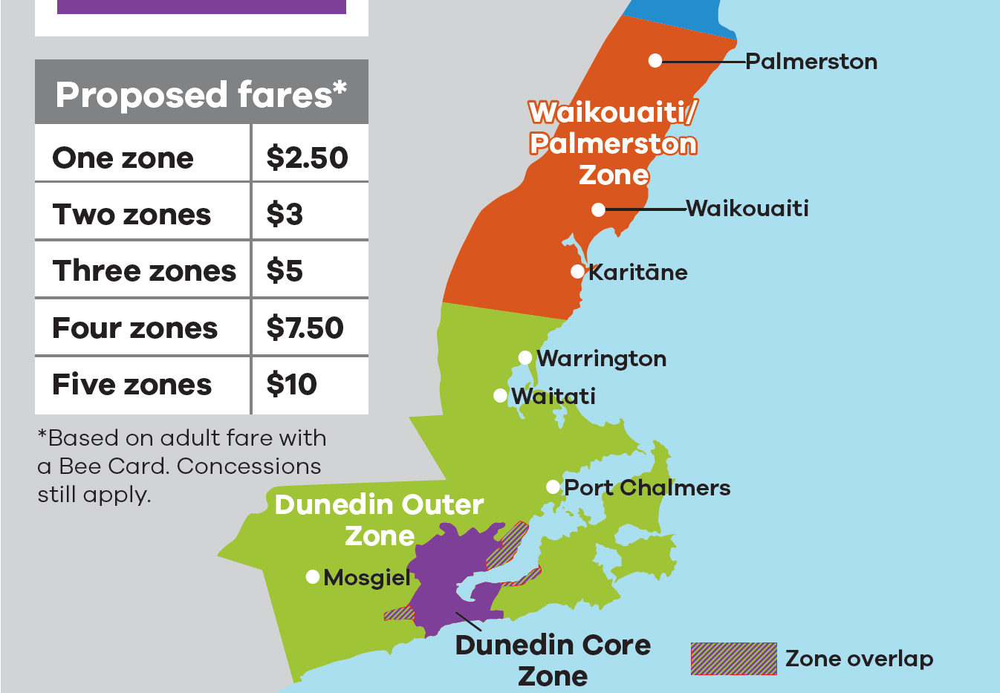 Proposed fares*
One zone $2.50
Two zones $3
Three zones $5
Four zones $7.50
Five zones $10
*Based on adult fare with
a Bee Card. Concessions
still apply.
Palmerston
Waikouaiti/
Palmerston
Zone
Waikouaiti
Karitāne
Warrington
Waitati
Port Chalmers
Dunedin Outer
Zone
Mosgiel
Dunedin Core
Zone
Zone overlap